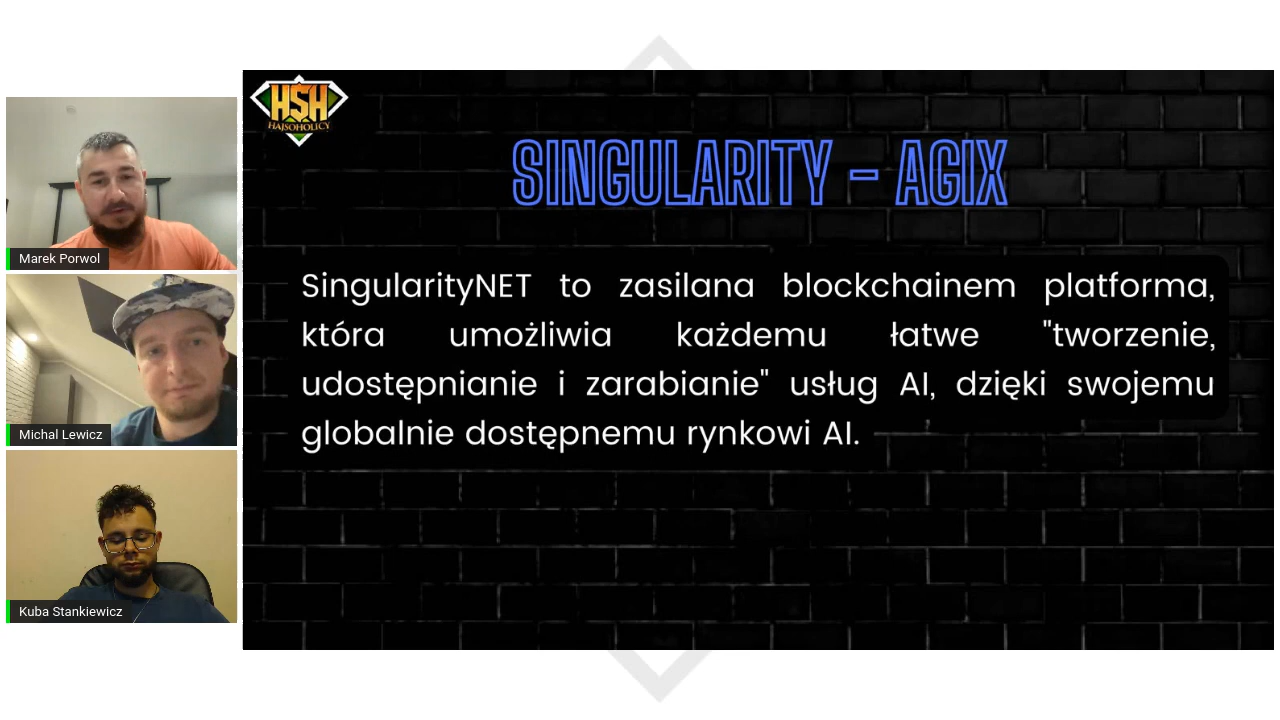 H$H
HAJSOHOLICY
SINGULARITY - AGIX
SingularityNET to zasilana blockchainem platforma,
która umożliwia każdemu łatwe "tworzenie,
udostępnianie i zarabianie" usług AI, dzięki swojemu
globalnie dostępnemu rynkowi AI.
Marek Porwol
Michal Lewicz
Kuba Stankiewicz